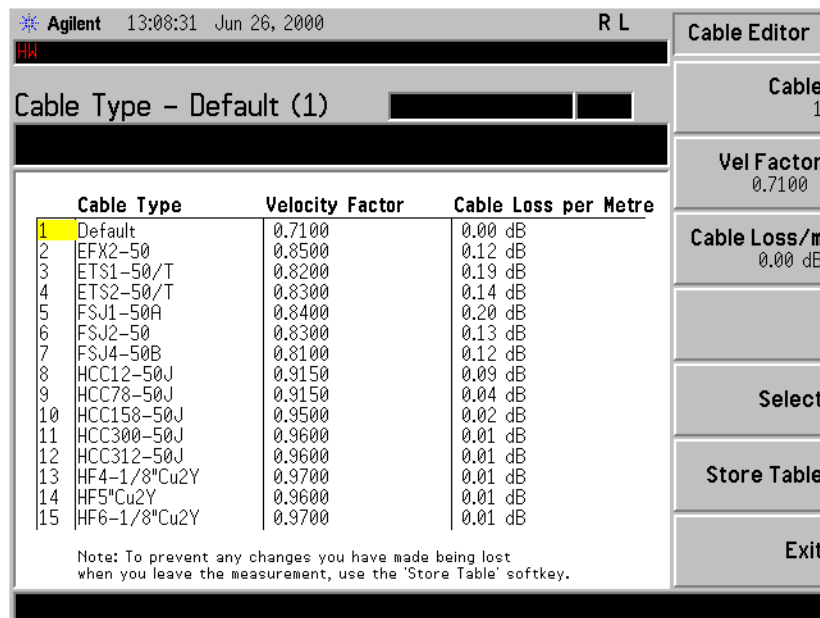 Agilent 13:08:31 Jun 26, 2000 R L
HW
Cable Type – Default (1)
Cable Type Velocity Factor Cable Loss per Metre
1 Default 0.7100 0.00 dB
2 EFX2–50 0.8500 0.12 dB
3 ETS1–50/T 0.8200 0.19 dB
4 ETS2–50/T 0.8300 0.14 dB
5 FSJ1–50A 0.8400 0.20 dB
6 FSJ2–50 0.8300 0.13 dB
7 FSJ4–50B 0.8100 0.12 dB
8 HCC12–50J 0.9150 0.09 dB
9 HCC78–50J 0.9150 0.04 dB
10 HCC158–50J 0.9500 0.02 dB
11 HCC300–50J 0.9600 0.01 dB
12 HCC312–50J 0.9600 0.01 dB
13 HF4–1/8"Cu2Y 0.9700 0.01 dB
14 HF5"Cu2Y 0.9600 0.01 dB
15 HF6–1/8"Cu2Y 0.9700 0.01 dB
Note: To prevent any changes you have made being lost
when you leave the measurement, use the 'Store Table' softkey.
Cable Editor
Cable
1
Vel Factor
0.7100
Cable Loss/m
0.00 dB
Select
Store Table
Exit